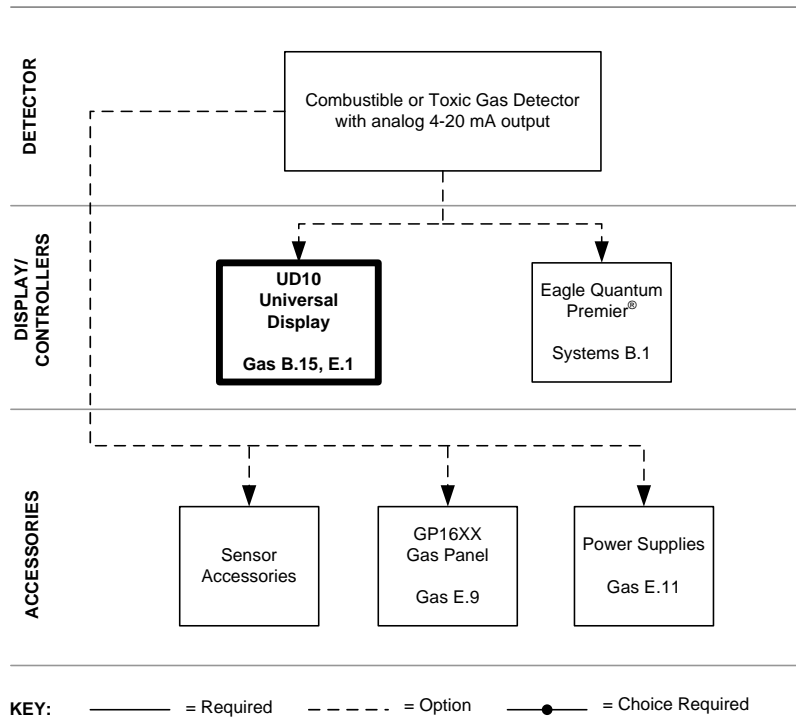 DETECTOR
Combustible or Toxic Gas Detector
with analog 4-20 mA output
DISPLAY/
CONTROLLERS
UD10
Universal
Display
Gas B.15, E.1
Eagle Quantum
Premier®
Systems B.1
ACCESSORIES
Sensor
Accessories
GP16XX
Gas Panel
Gas E.9
Power Supplies
Gas E.11
KEY: = Required = Option = Choice Required